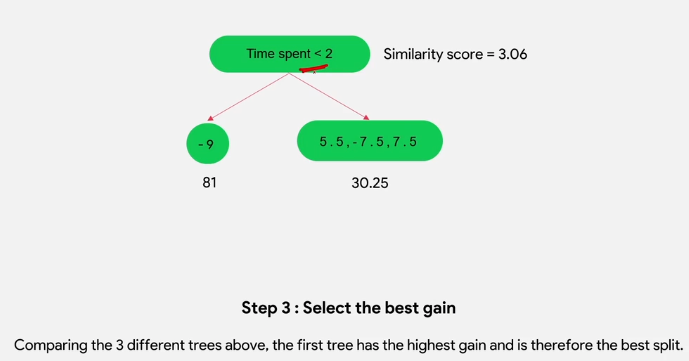 Time spent < 2
Similarity score = 3.06
-9
5.5,-7.5,7.5
81
30.25
Step 3 : Select the best gain
Comparing the 3 different trees above, the first tree has the highest gain and is therefore the best split.